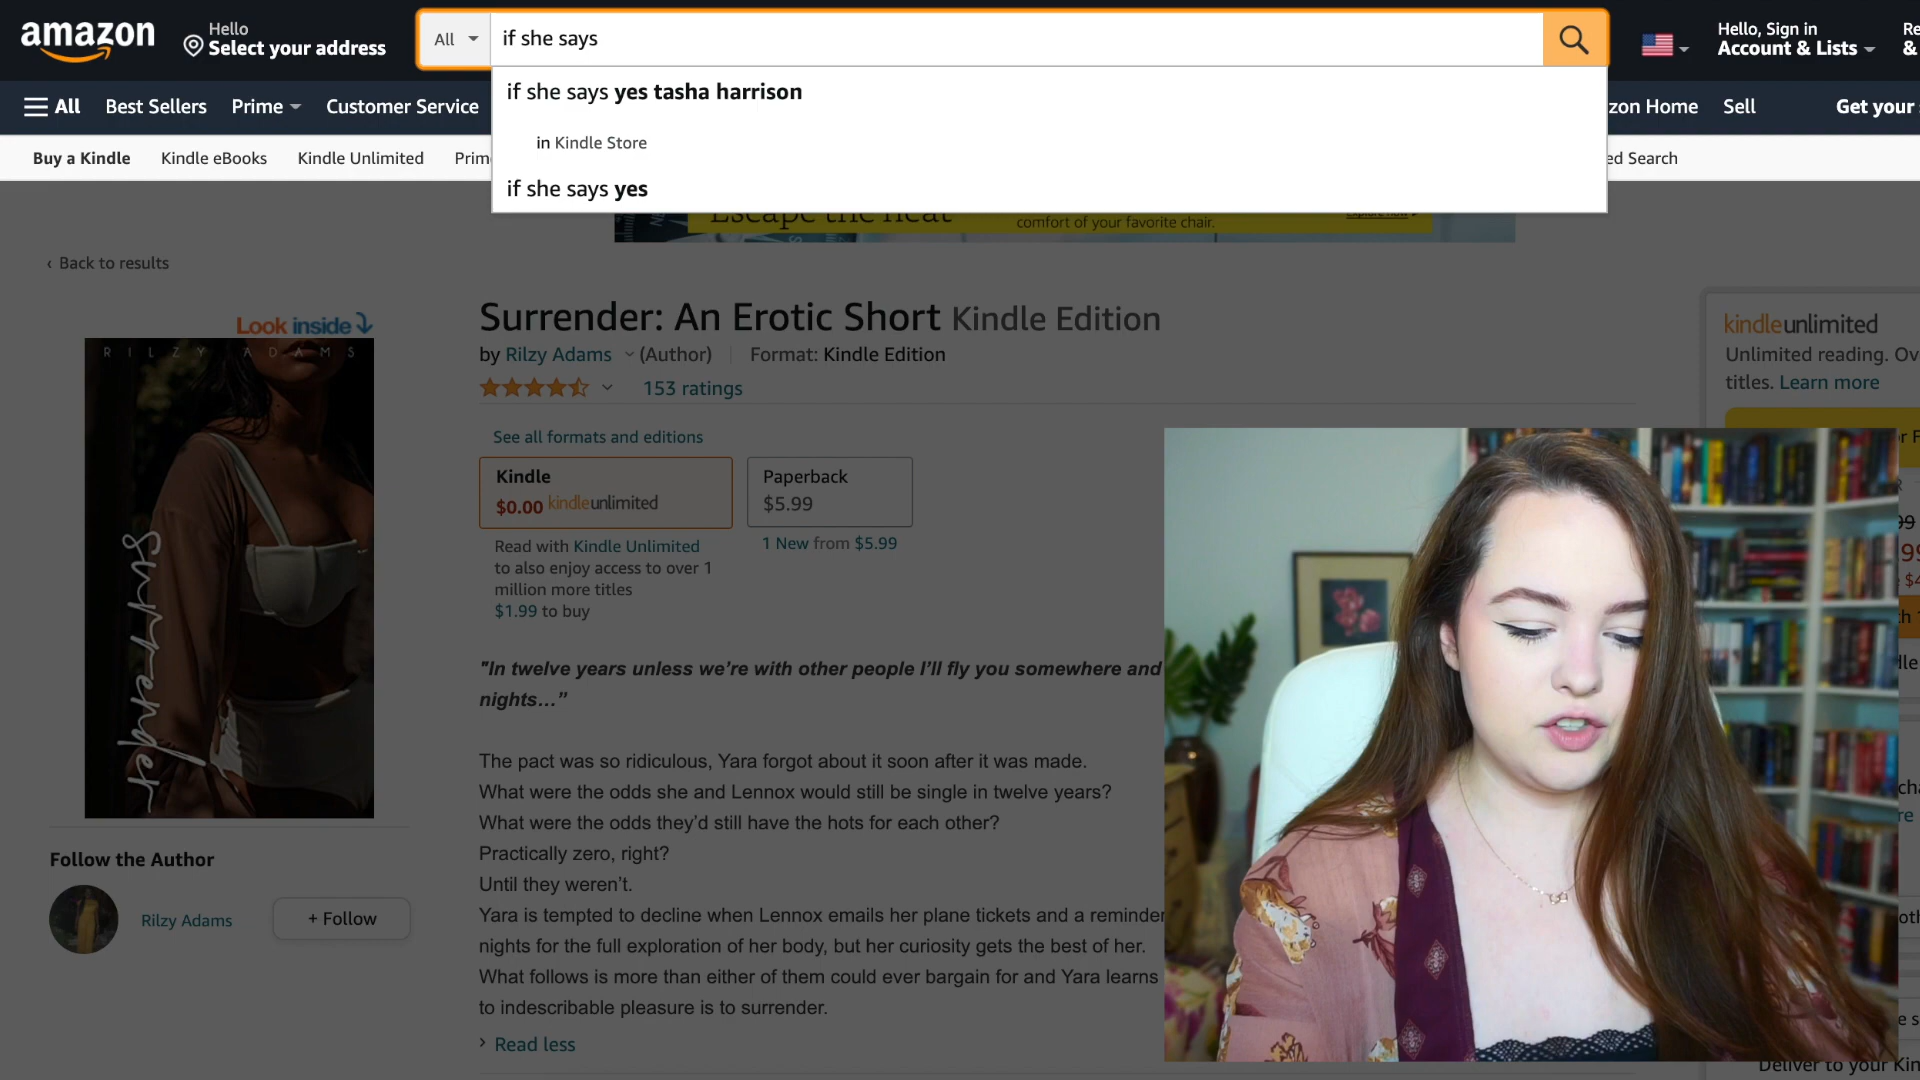 amazon
Hello
Select your address
All
if she says
Hello, Sign in
Account & Lists
Re
&
All
Best Sellers
Prime
Customer Service
zon Home
Sell
Get your
if she says yes tasha harrison
in Kindle Store
if she says yes
Buy a Kindle
Kindle eBooks
Kindle Unlimited
Prim
ed Search
Escape the heat
comfort of your favorite chair.
Explore now
‹ Back to results
Look inside
RILZY ADAMS
Surrender
Surrender: An Erotic Short Kindle Edition
by Rilzy Adams (Author) | Format: Kindle Edition
153 ratings
See all formats and editions
Kindle
$0.00 kindleunlimited
Paperback
$5.99
Read with Kindle Unlimited
to also enjoy access to over 1
million more titles
$1.99 to buy
1 New from $5.99
"In twelve years unless we’re with other people I’ll fly you somewhere and
nights…”
The pact was so ridiculous, Yara forgot about it soon after it was made.
What were the odds she and Lennox would still be single in twelve years?
What were the odds they’d still have the hots for each other?
Practically zero, right?
Until they weren’t.
Yara is tempted to decline when Lennox emails her plane tickets and a reminder
nights for the full exploration of her body, but her curiosity gets the best of her.
What follows is more than either of them could ever bargain for and Yara learns
to indescribable pleasure is to surrender.
Read less
Follow the Author
Rilzy Adams
+ Follow
kindleunlimited
Unlimited reading. Ov
titles. Learn more
Deliver to your Kin